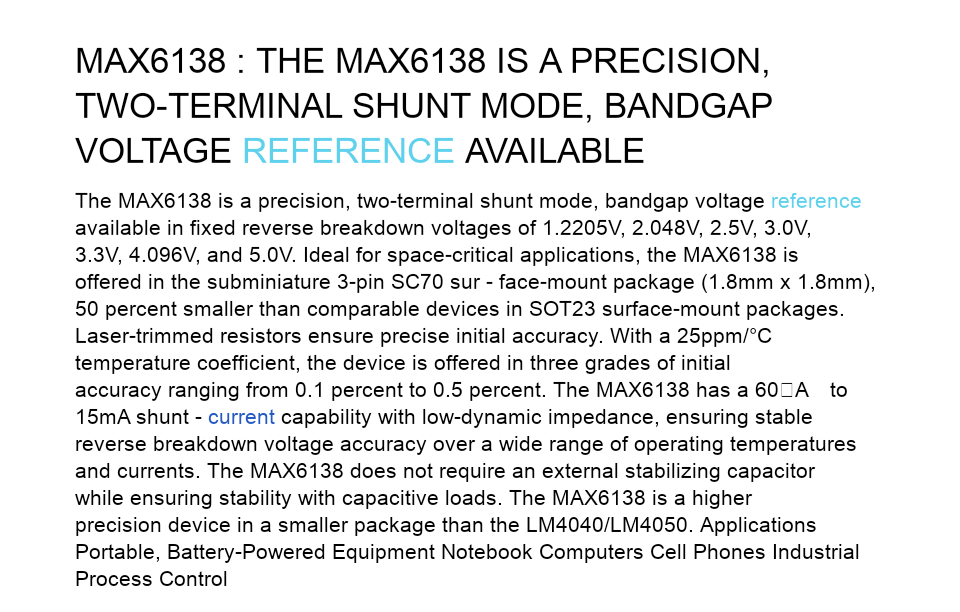 MAX6138 : THE MAX6138 IS A PRECISION,
TWO-TERMINAL SHUNT MODE, BANDGAP
VOLTAGE REFERENCE AVAILABLE
The MAX6138 is a precision, two-terminal shunt mode, bandgap voltage reference
available in fixed reverse breakdown voltages of 1.2205V, 2.048V, 2.5V, 3.0V,
3.3V, 4.096V, and 5.0V. Ideal for space-critical applications, the MAX6138 is
offered in the subminiature 3-pin SC70 sur - face-mount package (1.8mm x 1.8mm),
50 percent smaller than comparable devices in SOT23 surface-mount packages.
Laser-trimmed resistors ensure precise initial accuracy. With a 25ppm/°C
temperature coefficient, the device is offered in three grades of initial
accuracy ranging from 0.1 percent to 0.5 percent. The MAX6138 has a 60□A to
15mA shunt - current capability with low-dynamic impedance, ensuring stable
reverse breakdown voltage accuracy over a wide range of operating temperatures
and currents. The MAX6138 does not require an external stabilizing capacitor
while ensuring stability with capacitive loads. The MAX6138 is a higher
precision device in a smaller package than the LM4040/LM4050. Applications
Portable, Battery-Powered Equipment Notebook Computers Cell Phones Industrial
Process Control